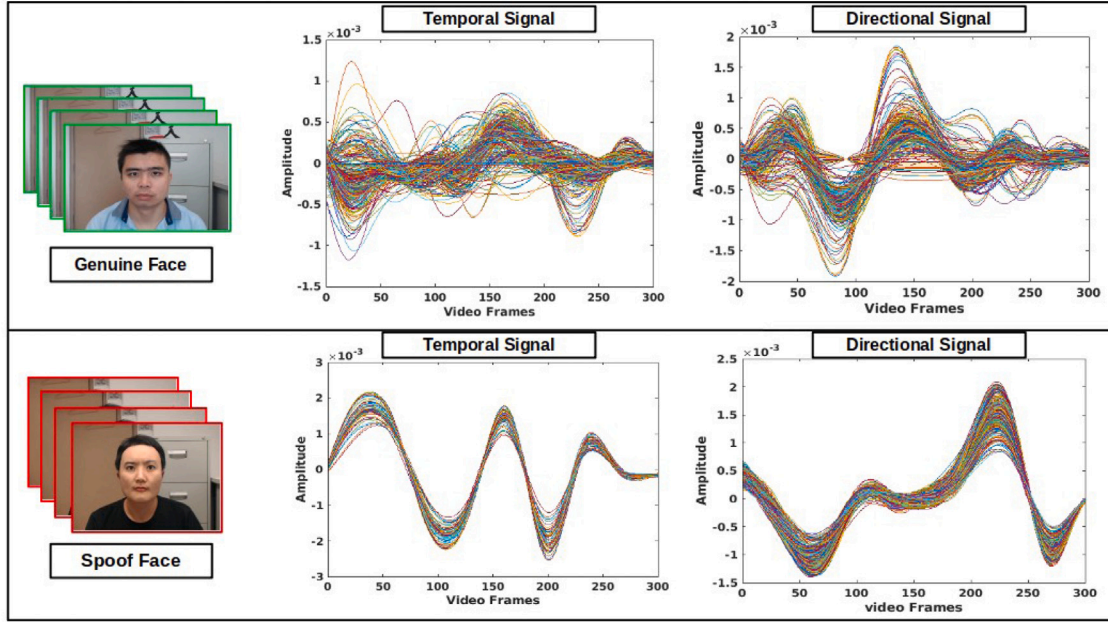 Temporal Signal
×10⁻³
1.5
1
0.5
0
-0.5
-1
-1.5
Amplitude
0 50 100 150 200 250 300
Video Frames
Directional Signal
×10⁻³
2
1.5
1
0.5
0
-0.5
-1
-1.5
-2
Amplitude
0 50 100 150 200 250 300
Video Frames
Genuine Face
Temporal Signal
×10⁻³
3
2
1
0
-1
-2
-3
Amplitude
0 50 100 150 200 250 300
Video Frames
Directional Signal
×10⁻³
2.5
2
1.5
1
0.5
0
-0.5
-1
-1.5
Amplitude
0 50 100 150 200 250 300
video Frames
Spoof Face